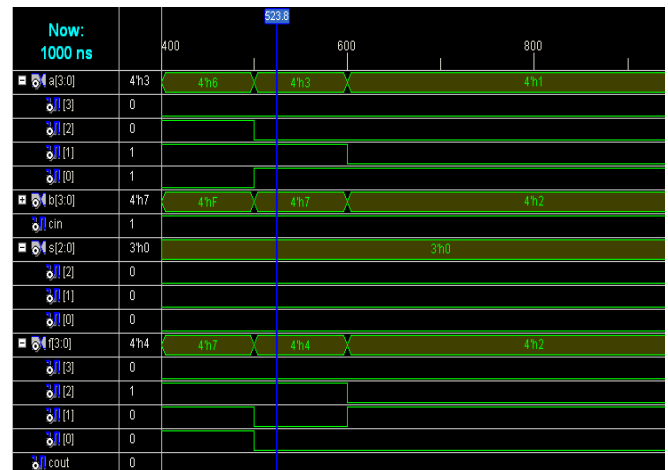 523.8
Now:
1000 ns
400 600 800
a[3:0] 4'h3 4'h6 4'h3 4'h1
[3] 0
[2] 0
[1] 1
[0] 1
b[3:0] 4'h7 4'hF 4'h7 4'h2
cin 1
s[2:0] 3'h0 3'h0
[2] 0
[1] 0
[0] 0
f[3:0] 4'h4 4'h7 4'h4 4'h2
[3] 0
[2] 1
[1] 0
[0] 0
cout 0